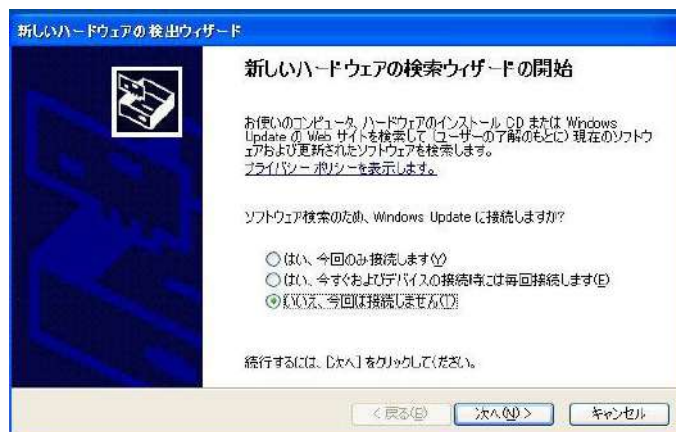 新しいハードウェアの検出ウィザード
新しいハードウェアの検索ウィザードの開始
お使いのコンピュータ、ハードウェアのインストール CD または Windows
Update の Web サイトを検索して (ユーザーの了解のもとに) 現在のソフトウ
ェアおよび更新されたソフトウェアを検索します。
プライバシー ポリシーを表示します。
ソフトウェア検索のため、Windows Update に接続しますか?
はい、今回のみ接続します(Y)
はい、今すぐおよびデバイスの接続時には毎回接続します(E)
いいえ、今回は接続しません(T)
続行するには、[次へ] をクリックしてください。
< 戻る(B)
次へ(N) >
キャンセル